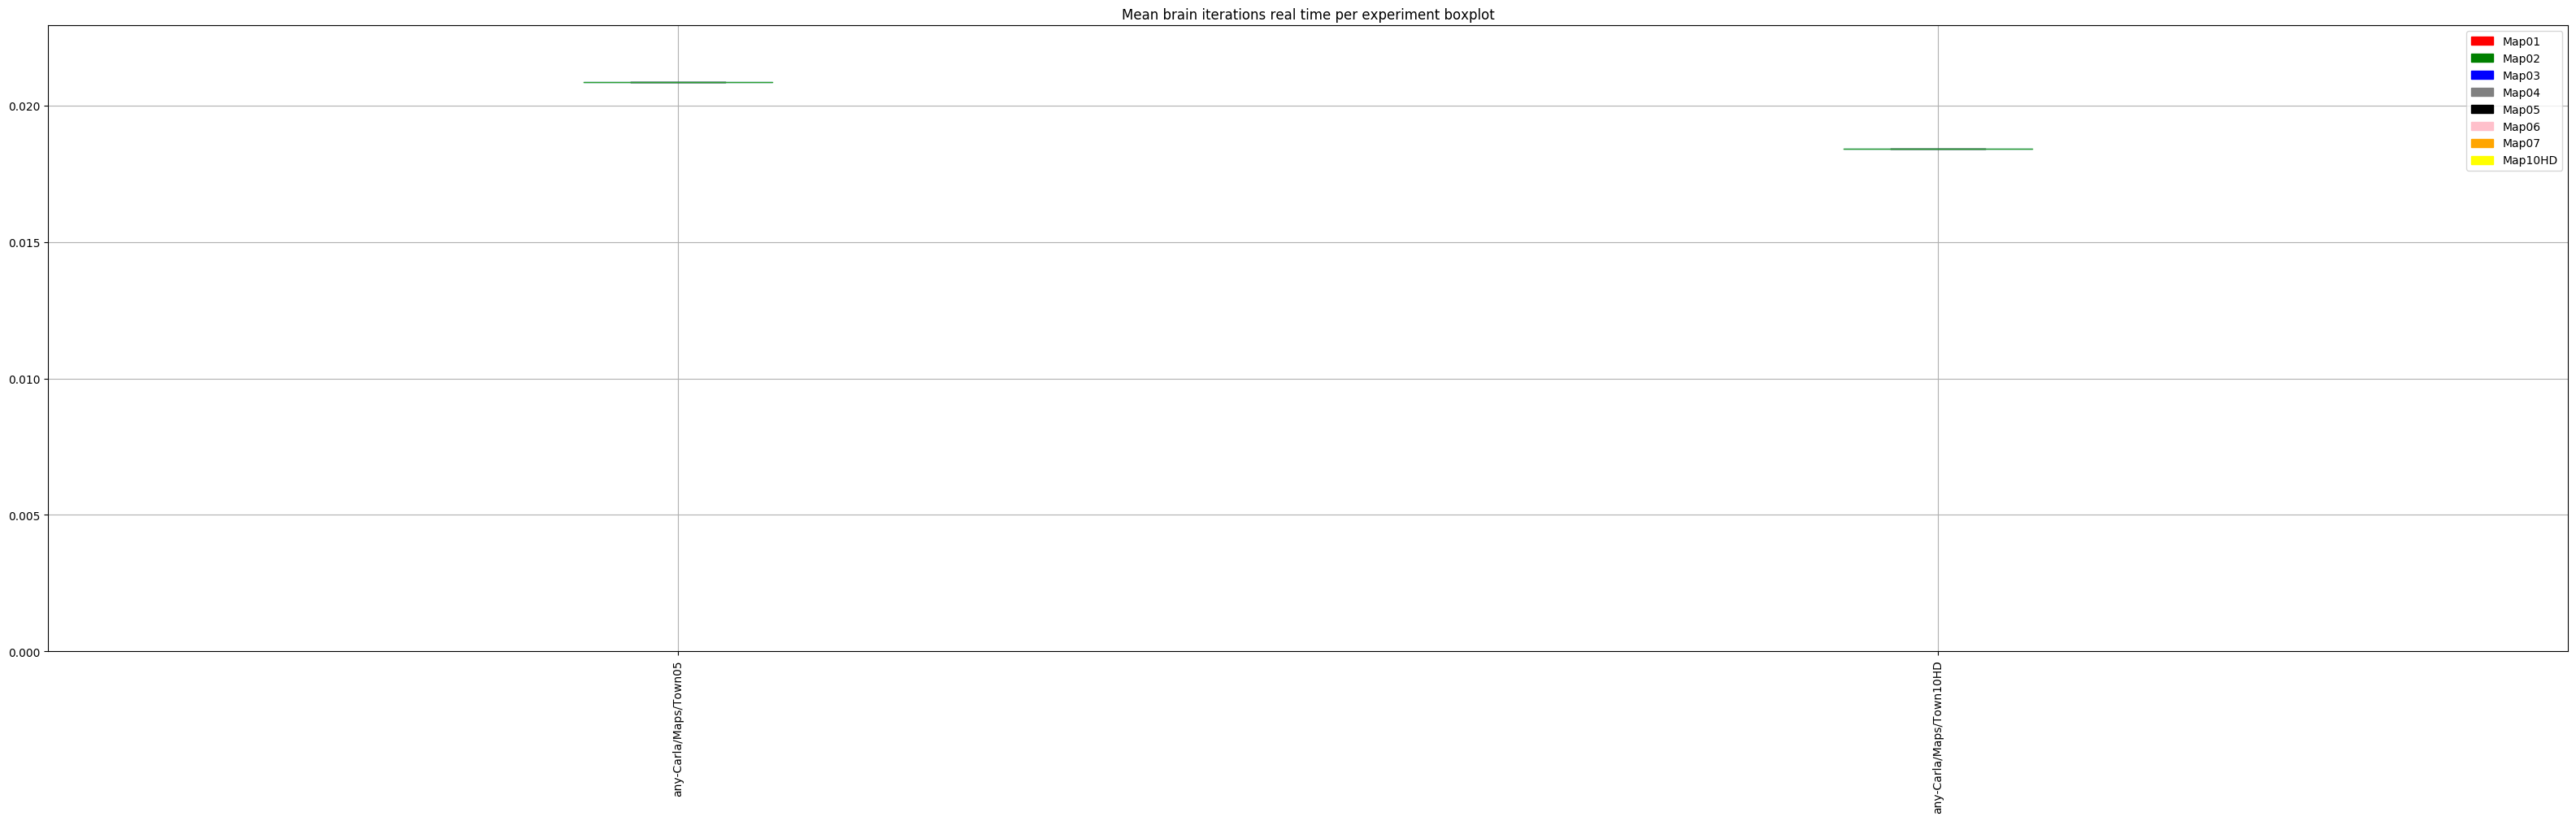 Mean brain iterations real time per experiment boxplot
0.020
0.015
0.010
0.005
0.000
Map01
Map02
Map03
Map04
Map05
Map06
Map07
Map10HD
any-Carla/Maps/Town05
any-Carla/Maps/Town10HD